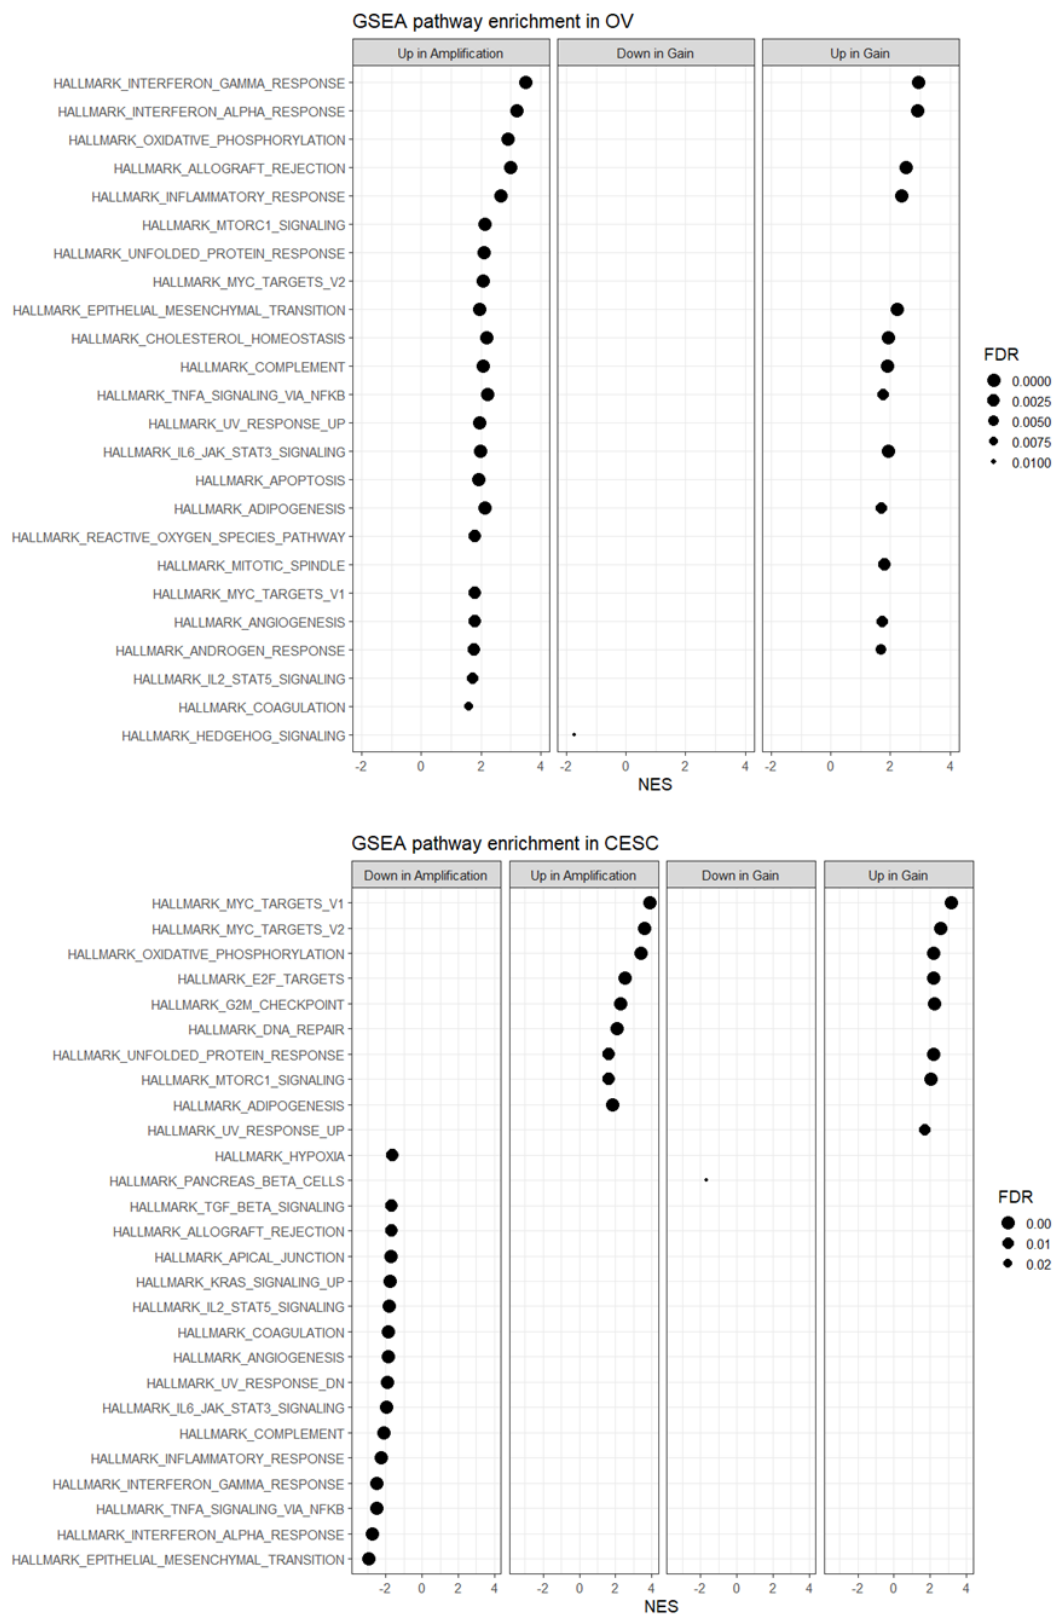 GSEA pathway enrichment in OV
Up in Amplification
Down in Gain
Up in Gain
HALLMARK_INTERFERON_GAMMA_RESPONSE
HALLMARK_INTERFERON_ALPHA_RESPONSE
HALLMARK_OXIDATIVE_PHOSPHORYLATION
HALLMARK_ALLOGRAFT_REJECTION
HALLMARK_INFLAMMATORY_RESPONSE
HALLMARK_MTORC1_SIGNALING
HALLMARK_UNFOLDED_PROTEIN_RESPONSE
HALLMARK_MYC_TARGETS_V2
HALLMARK_EPITHELIAL_MESENCHYMAL_TRANSITION
HALLMARK_CHOLESTEROL_HOMEOSTASIS
HALLMARK_COMPLEMENT
HALLMARK_TNFA_SIGNALING_VIA_NFKB
HALLMARK_UV_RESPONSE_UP
HALLMARK_IL6_JAK_STAT3_SIGNALING
HALLMARK_APOPTOSIS
HALLMARK_ADIPOGENESIS
HALLMARK_REACTIVE_OXYGEN_SPECIES_PATHWAY
HALLMARK_MITOTIC_SPINDLE
HALLMARK_MYC_TARGETS_V1
HALLMARK_ANGIOGENESIS
HALLMARK_ANDROGEN_RESPONSE
HALLMARK_IL2_STAT5_SIGNALING
HALLMARK_COAGULATION
HALLMARK_HEDGEHOG_SIGNALING
-2 0 2 4
-2 0 2 4
-2 0 2 4
NES
FDR
0.0000
0.0025
0.0050
0.0075
0.0100
GSEA pathway enrichment in CESC
Down in Amplification
Up in Amplification
Down in Gain
Up in Gain
HALLMARK_MYC_TARGETS_V1
HALLMARK_MYC_TARGETS_V2
HALLMARK_OXIDATIVE_PHOSPHORYLATION
HALLMARK_E2F_TARGETS
HALLMARK_G2M_CHECKPOINT
HALLMARK_DNA_REPAIR
HALLMARK_UNFOLDED_PROTEIN_RESPONSE
HALLMARK_MTORC1_SIGNALING
HALLMARK_ADIPOGENESIS
HALLMARK_UV_RESPONSE_UP
HALLMARK_HYPOXIA
HALLMARK_PANCREAS_BETA_CELLS
HALLMARK_TGF_BETA_SIGNALING
HALLMARK_ALLOGRAFT_REJECTION
HALLMARK_APICAL_JUNCTION
HALLMARK_KRAS_SIGNALING_UP
HALLMARK_IL2_STAT5_SIGNALING
HALLMARK_COAGULATION
HALLMARK_ANGIOGENESIS
HALLMARK_UV_RESPONSE_DN
HALLMARK_IL6_JAK_STAT3_SIGNALING
HALLMARK_COMPLEMENT
HALLMARK_INFLAMMATORY_RESPONSE
HALLMARK_INTERFERON_GAMMA_RESPONSE
HALLMARK_TNFA_SIGNALING_VIA_NFKB
HALLMARK_INTERFERON_ALPHA_RESPONSE
HALLMARK_EPITHELIAL_MESENCHYMAL_TRANSITION
-2 0 2 4
-2 0 2 4
-2 0 2 4
-2 0 2 4
NES
FDR
0.00
0.01
0.02